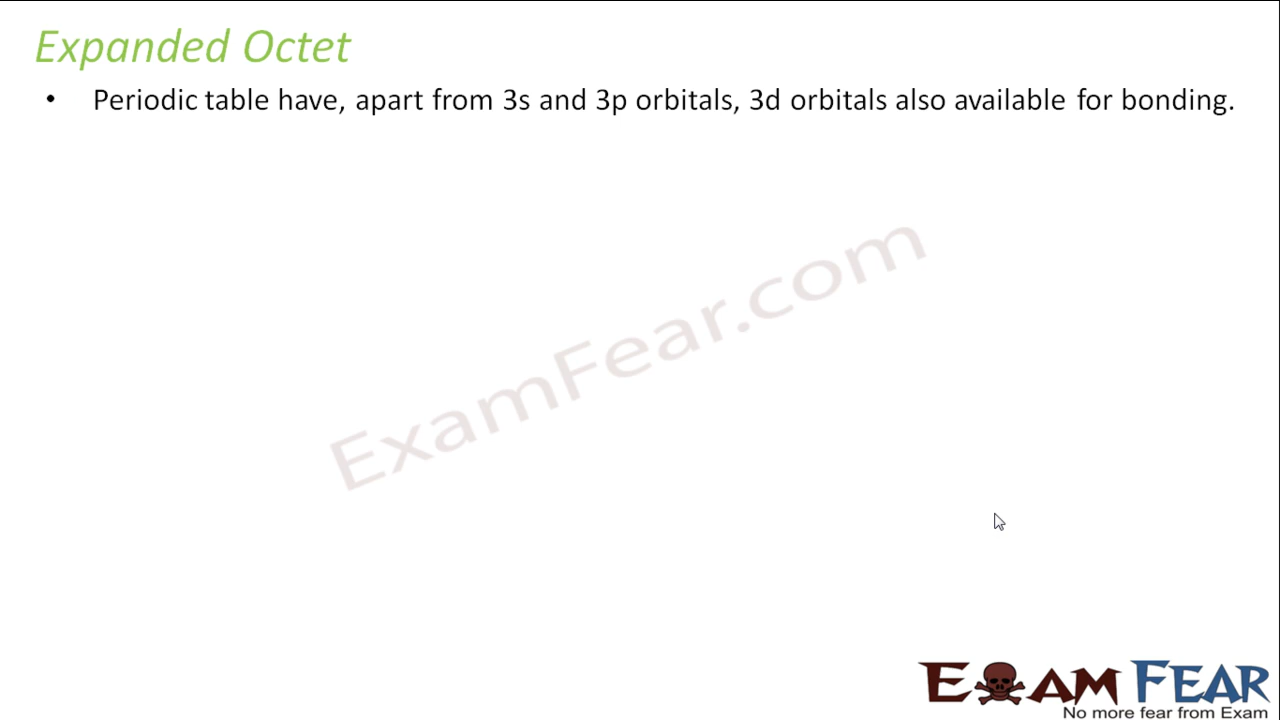 Expanded Octet
• Periodic table have, apart from 3s and 3p orbitals, 3d orbitals also available for bonding.
ExamFear.com
EXAM FEAR
No more fear from Exam